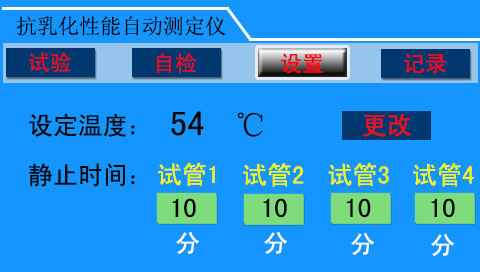 抗乳化性能自动测定仪
试验 自检 设置 记录
设定温度： 54 ℃ 更改
静止时间： 试管1 试管2 试管3 试管4
10 10 10 10
分 分 分 分